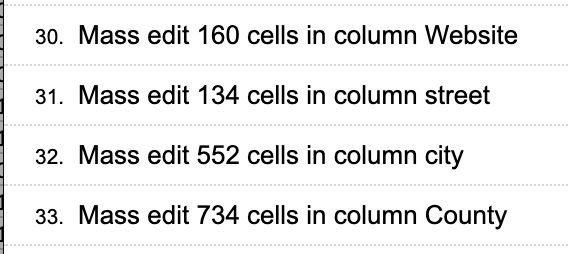 30. Mass edit 160 cells in column Website
31. Mass edit 134 cells in column street
32. Mass edit 552 cells in column city
33. Mass edit 734 cells in column County